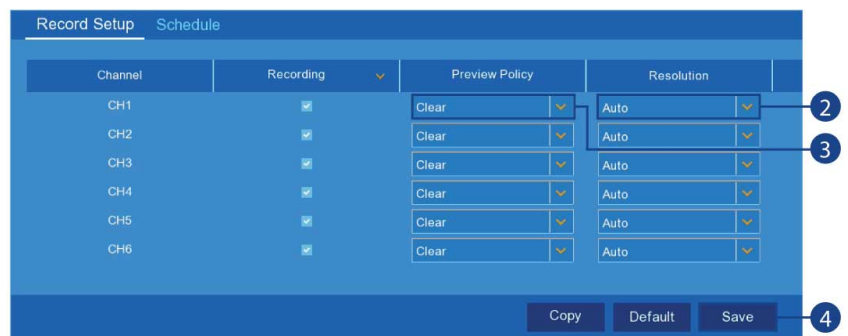 Record Setup Schedule
Channel Recording Preview Policy Resolution
CH1 Clear Auto 2
CH2 Clear Auto
3
CH3 Clear Auto
CH4 Clear Auto
CH5 Clear Auto
CH6 Clear Auto
Copy Default Save 4